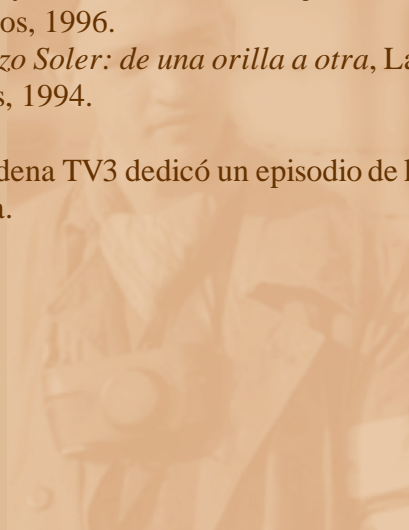 os, 1996.
zo Soler: de una orilla a otra, La
s, 1994.
dena TV3 dedicó un episodio de l
a.